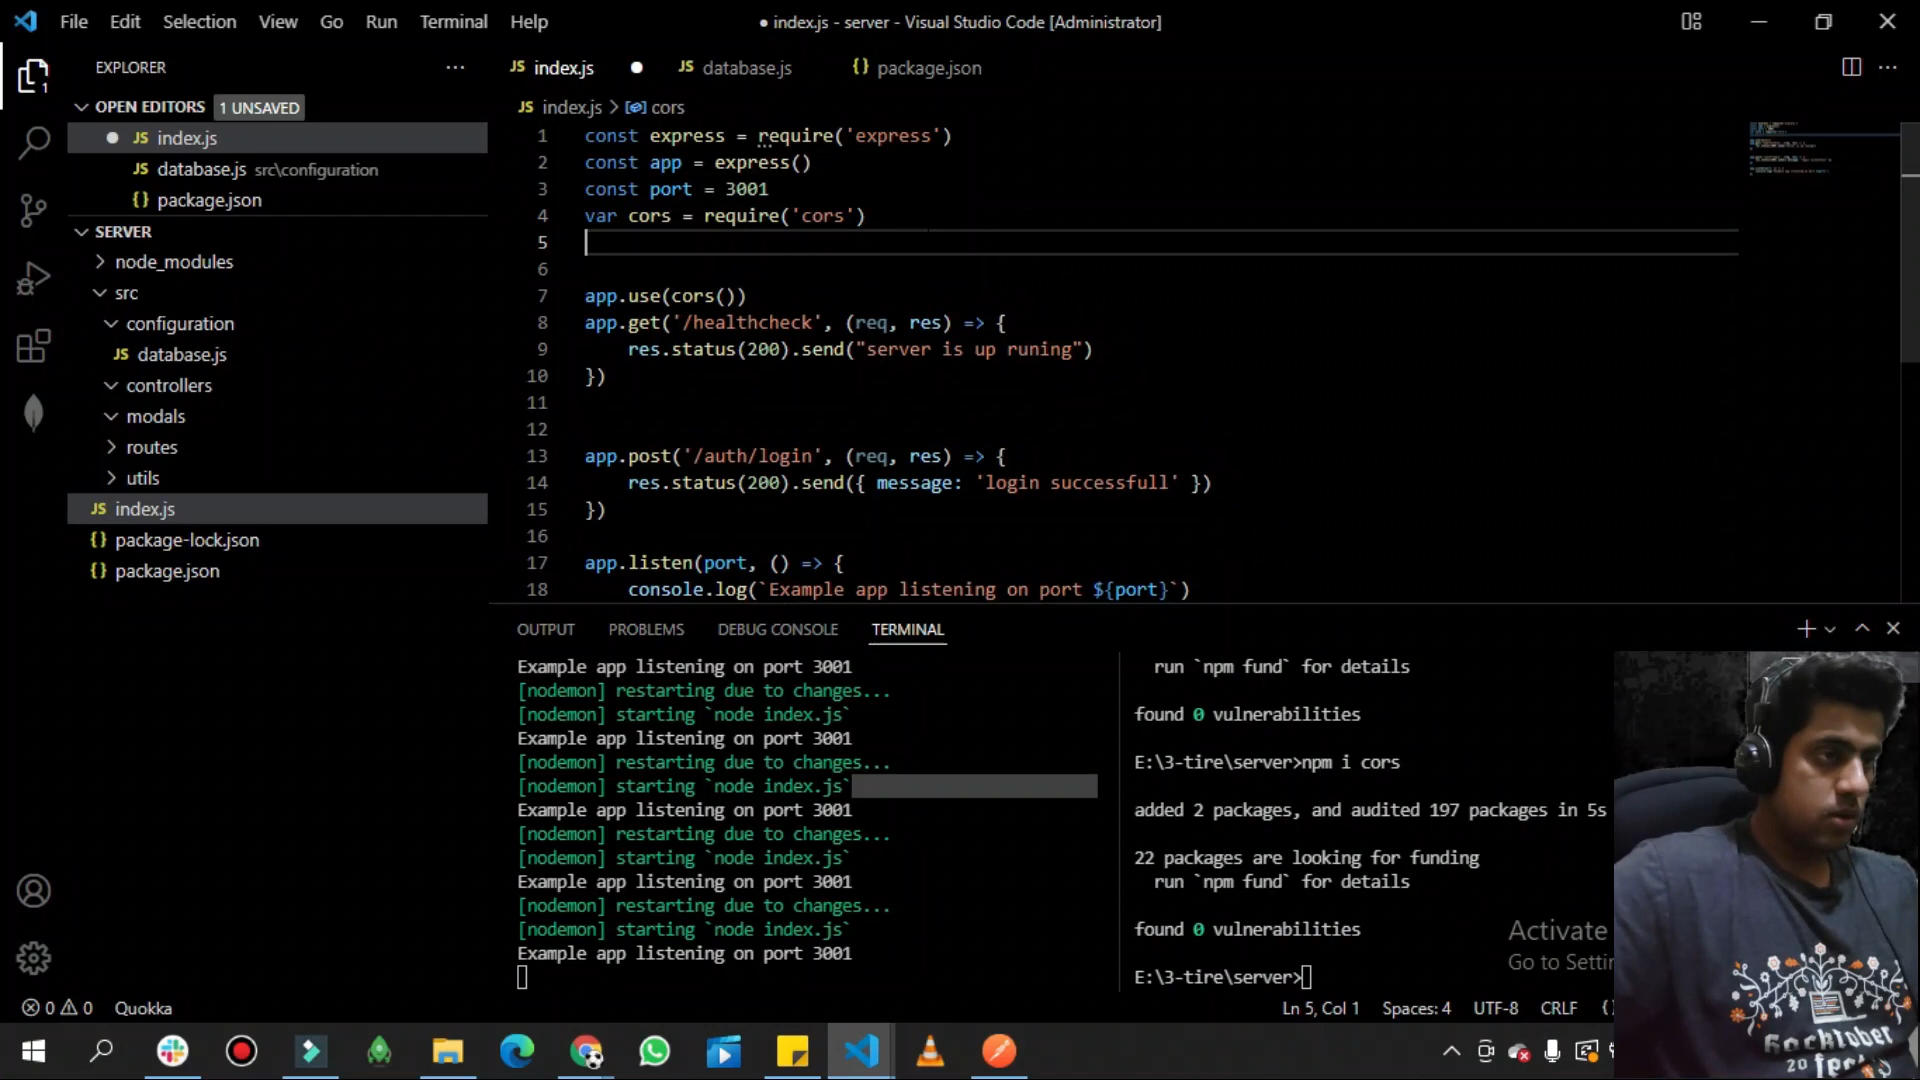 File Edit Selection View Go Run Terminal Help
● index.js - server - Visual Studio Code [Administrator]
EXPLORER
OPEN EDITORS 1 UNSAVED
JS index.js
JS database.js src\configuration
{} package.json
SERVER
node_modules
src
configuration
JS database.js
controllers
modals
routes
utils
JS index.js
{} package-lock.json
{} package.json
JS index.js JS database.js {} package.json
JS index.js > cors
1 const express = require('express')
2 const app = express()
3 const port = 3001
4 var cors = require('cors')
5
6
7 app.use(cors())
8 app.get('/healthcheck', (req, res) => {
9 res.status(200).send("server is up runing")
10 })
11
12
13 app.post('/auth/login', (req, res) => {
14 res.status(200).send({ message: 'login successfull' })
15 })
16
17 app.listen(port, () => {
18 console.log(`Example app listening on port ${port}`)
OUTPUT PROBLEMS DEBUG CONSOLE TERMINAL
Example app listening on port 3001
[nodemon] restarting due to changes...
[nodemon] starting `node index.js`
Example app listening on port 3001
[nodemon] restarting due to changes...
[nodemon] starting `node index.js`
Example app listening on port 3001
[nodemon] restarting due to changes...
[nodemon] starting `node index.js`
Example app listening on port 3001
[nodemon] restarting due to changes...
[nodemon] starting `node index.js`
Example app listening on port 3001
run `npm fund` for details
found 0 vulnerabilities
E:\3-tire\server>npm i cors
added 2 packages, and audited 197 packages in 5s
22 packages are looking for funding
run `npm fund` for details
found 0 vulnerabilities
E:\3-tire\server>
Activate
Go to Settin
0 0 Quokka
Ln 5, Col 1 Spaces: 4 UTF-8 CRLF {}
Hacktober
20 fe